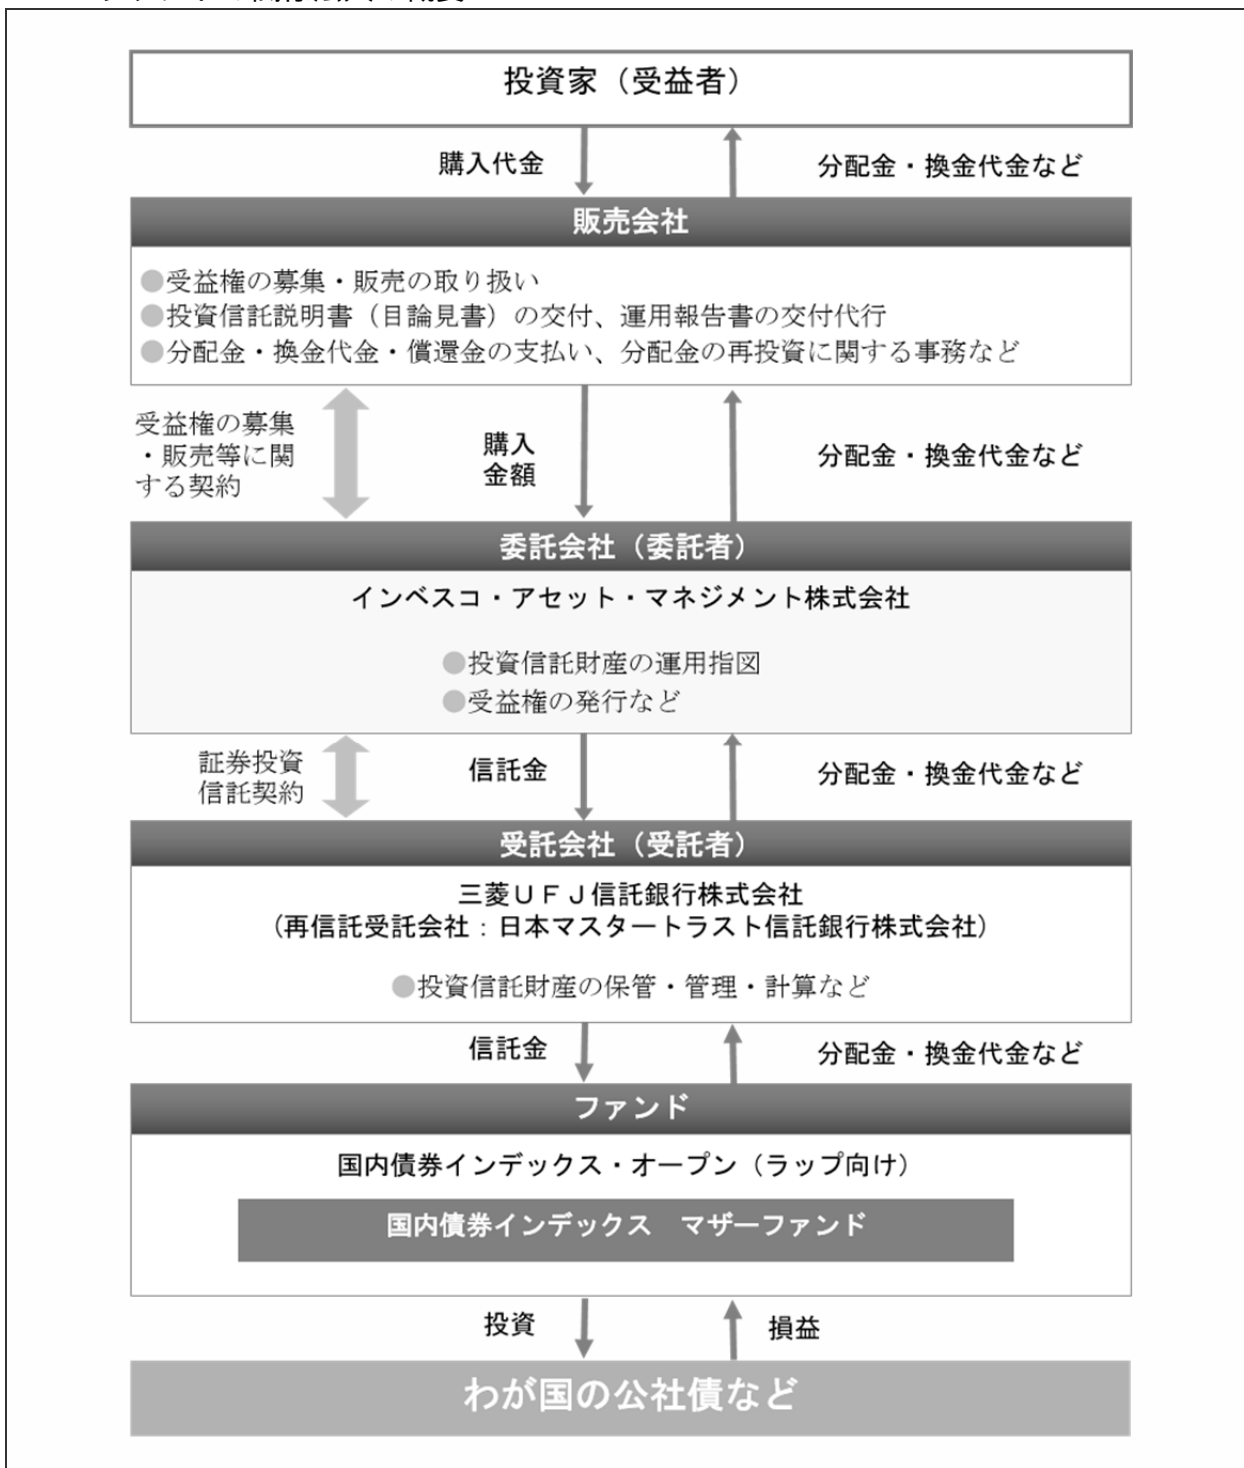 投資家（受益者）
購入代金
分配金・換金代金など
販売会社
●受益権の募集・販売の取り扱い
●投資信託説明書（目論見書）の交付、運用報告書の交付代行
●分配金・換金代金・償還金の支払い、分配金の再投資に関する事務など
受益権の募集
・販売等に関
する契約
購入
金額
分配金・換金代金など
委託会社（委託者）
インベスコ・アセット・マネジメント株式会社
●投資信託財産の運用指図
●受益権の発行など
証券投資
信託契約
信託金
分配金・換金代金など
受託会社（受託者）
三菱ＵＦＪ信託銀行株式会社
（再信託受託会社：日本マスタートラスト信託銀行株式会社）
●投資信託財産の保管・管理・計算など
信託金
分配金・換金代金など
ファンド
国内債券インデックス・オープン（ラップ向け）
国内債券インデックス　マザーファンド
投資
損益
わが国の公社債など